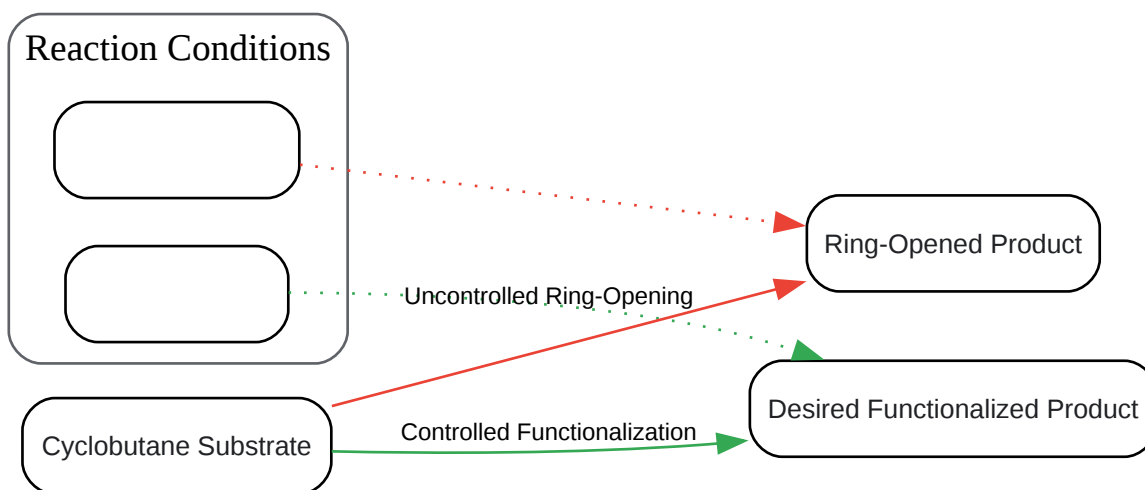 Reaction Conditions
Ring-Opened Product
Uncontrolled Ring-Opening
Desired Functionalized Product
Controlled Functionalization
Cyclobutane Substrate